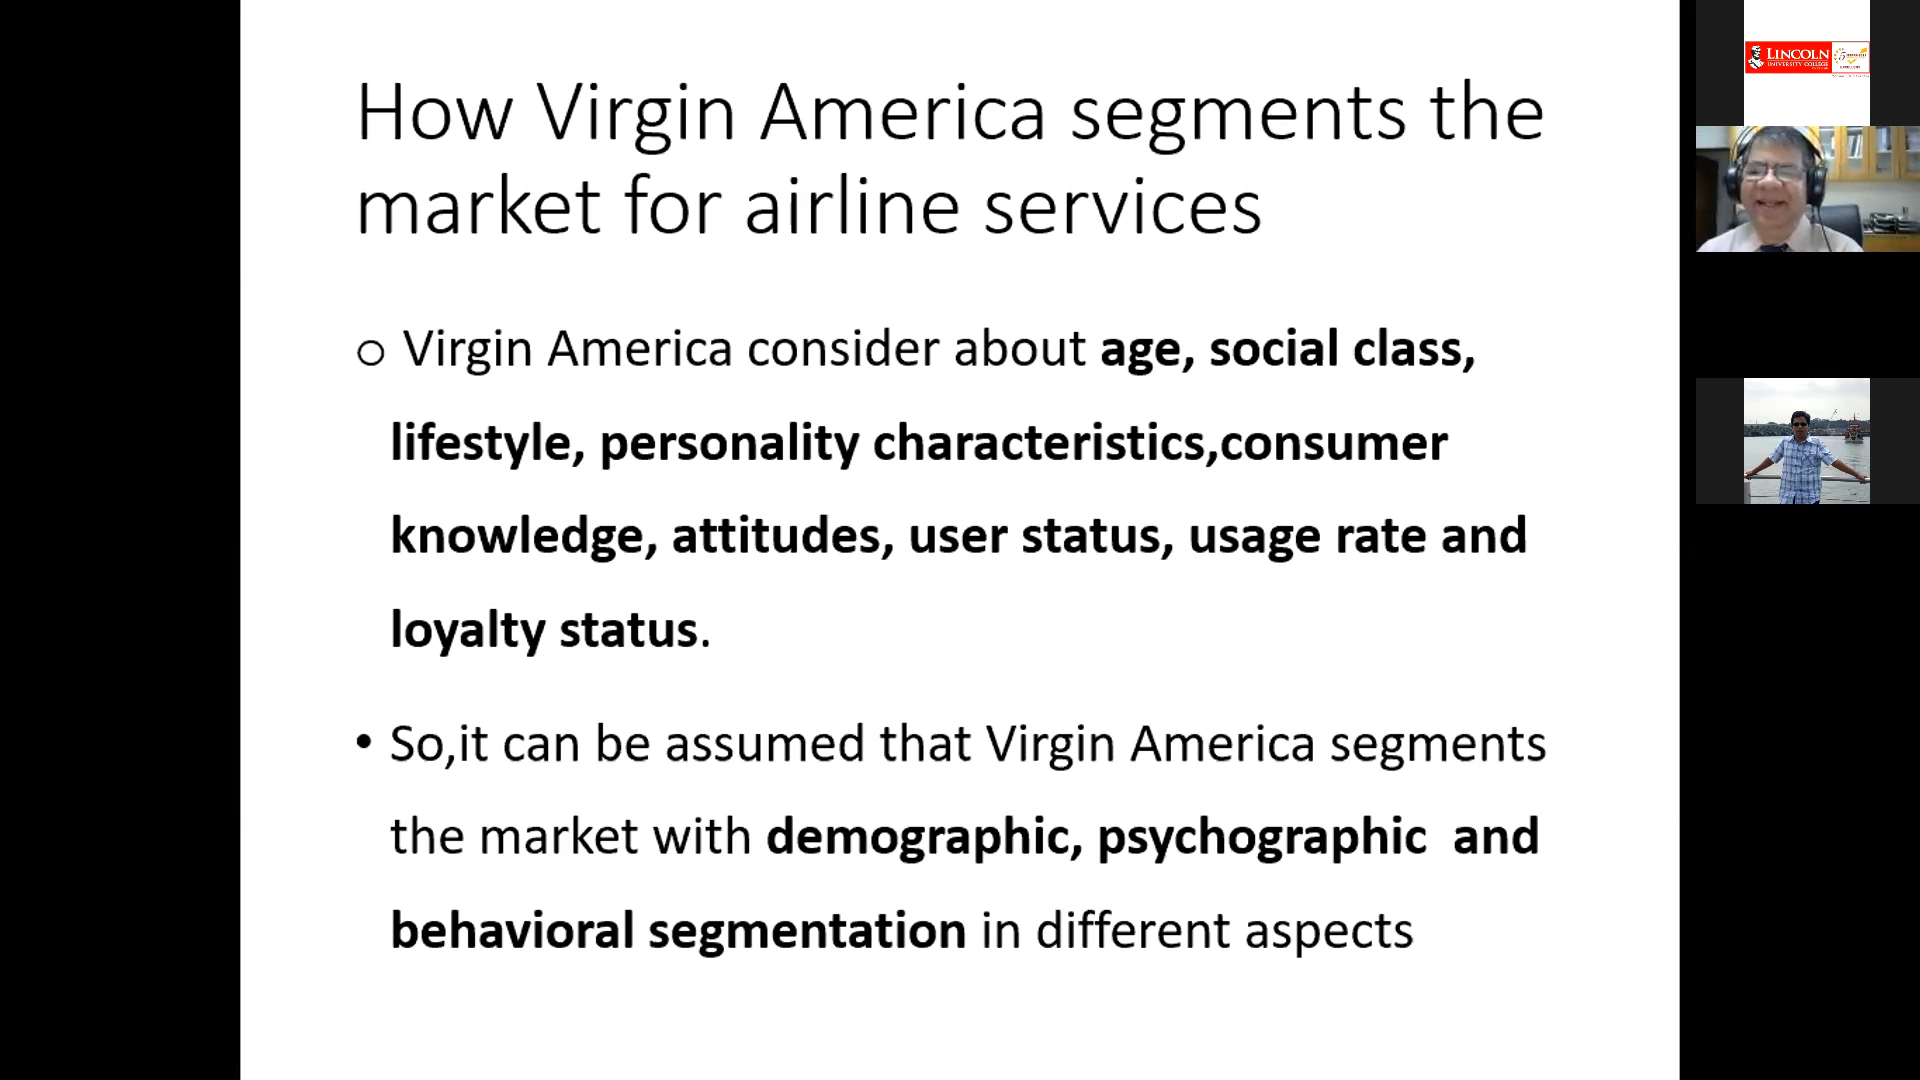 How Virgin America segments the
market for airline services
o Virgin America consider about age, social class,
lifestyle, personality characteristics,consumer
knowledge, attitudes, user status, usage rate and
loyalty status.
• So,it can be assumed that Virgin America segments
the market with demographic, psychographic  and
behavioral segmentation in different aspects
LINCOLN
UNIVERSITY COLLEGE